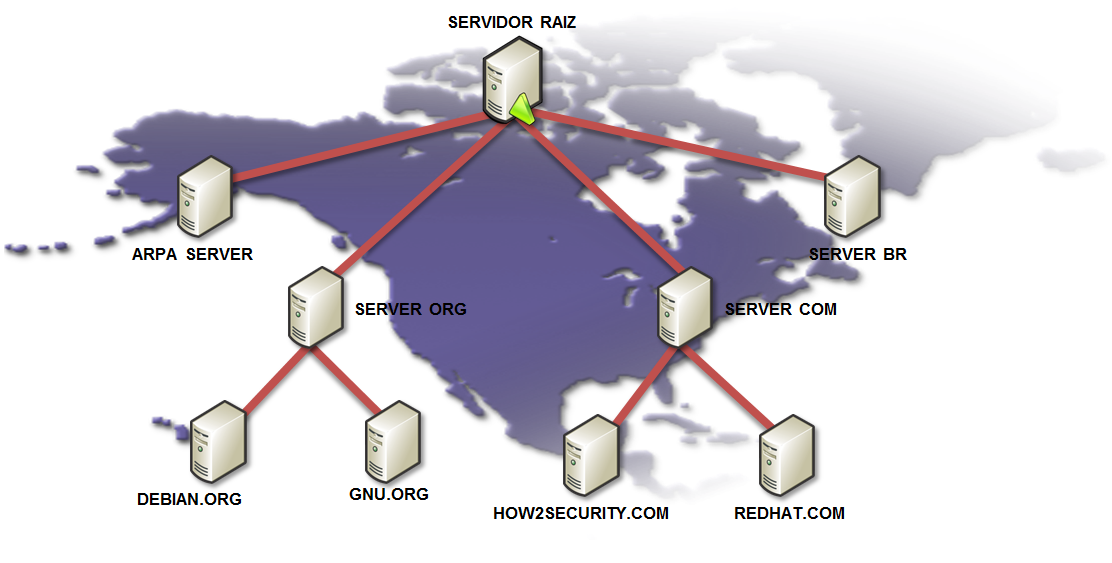 SERVIDOR RAIZ
ARPA SERVER
SERVER BR
SERVER ORG
SERVER COM
DEBIAN.ORG
GNU.ORG
HOW2SECURITY.COM
REDHAT.COM